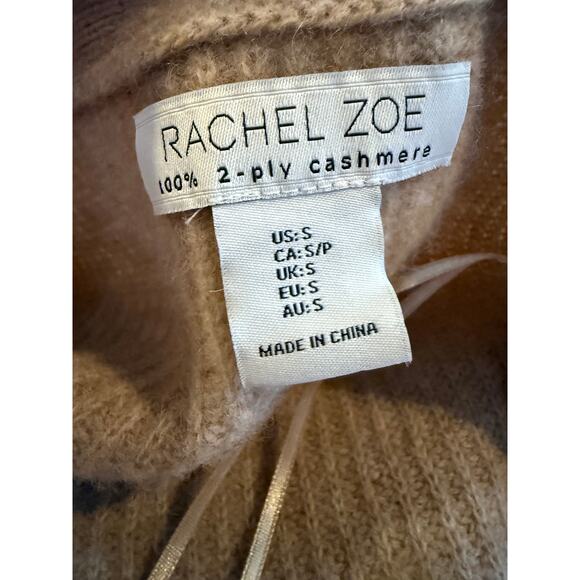 RACHEL ZOE
100% 2-ply cashmere
US: S
CA: S/P
UK: S
EU: S
AU: S
MADE IN CHINA